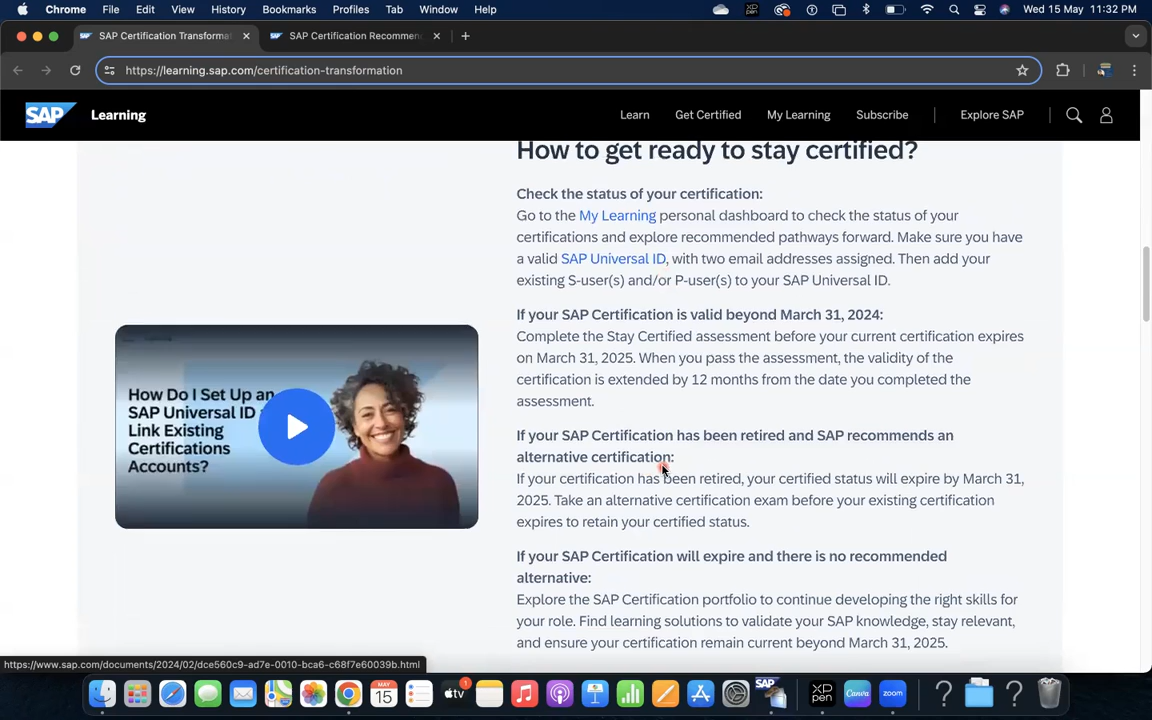 Chrome File Edit View History Bookmarks Profiles Tab Window Help Wed 15 May 11:32 PM
SAP Certification Transforma SAP Certification Recommen
https://learning.sap.com/certification-transformation
SAP Learning Learn Get Certified My Learning Subscribe Explore SAP
How to get ready to stay certified?
Check the status of your certification:
Go to the My Learning personal dashboard to check the status of your
certifications and explore recommended pathways forward. Make sure you have
a valid SAP Universal ID, with two email addresses assigned. Then add your
existing S-user(s) and/or P-user(s) to your SAP Universal ID.
If your SAP Certification is valid beyond March 31, 2024:
Complete the Stay Certified assessment before your current certification expires
on March 31, 2025. When you pass the assessment, the validity of the
certification is extended by 12 months from the date you completed the
assessment.
If your SAP Certification has been retired and SAP recommends an
alternative certification:
If your certification has been retired, your certified status will expire by March 31,
2025. Take an alternative certification exam before your existing certification
expires to retain your certified status.
If your SAP Certification will expire and there is no recommended
alternative:
Explore the SAP Certification portfolio to continue developing the right skills for
your role. Find learning solutions to validate your SAP knowledge, stay relevant,
and ensure your certification remain current beyond March 31, 2025.
How Do I Set Up an
SAP Universal ID
Link Existing
Certifications
Accounts?
https://www.sap.com/documents/2024/02/dce560c9-ad7e-0010-bca6-c68f7e60039b.html
MAY
15
tv
1
SAP
xp
pen
Canva
zoom